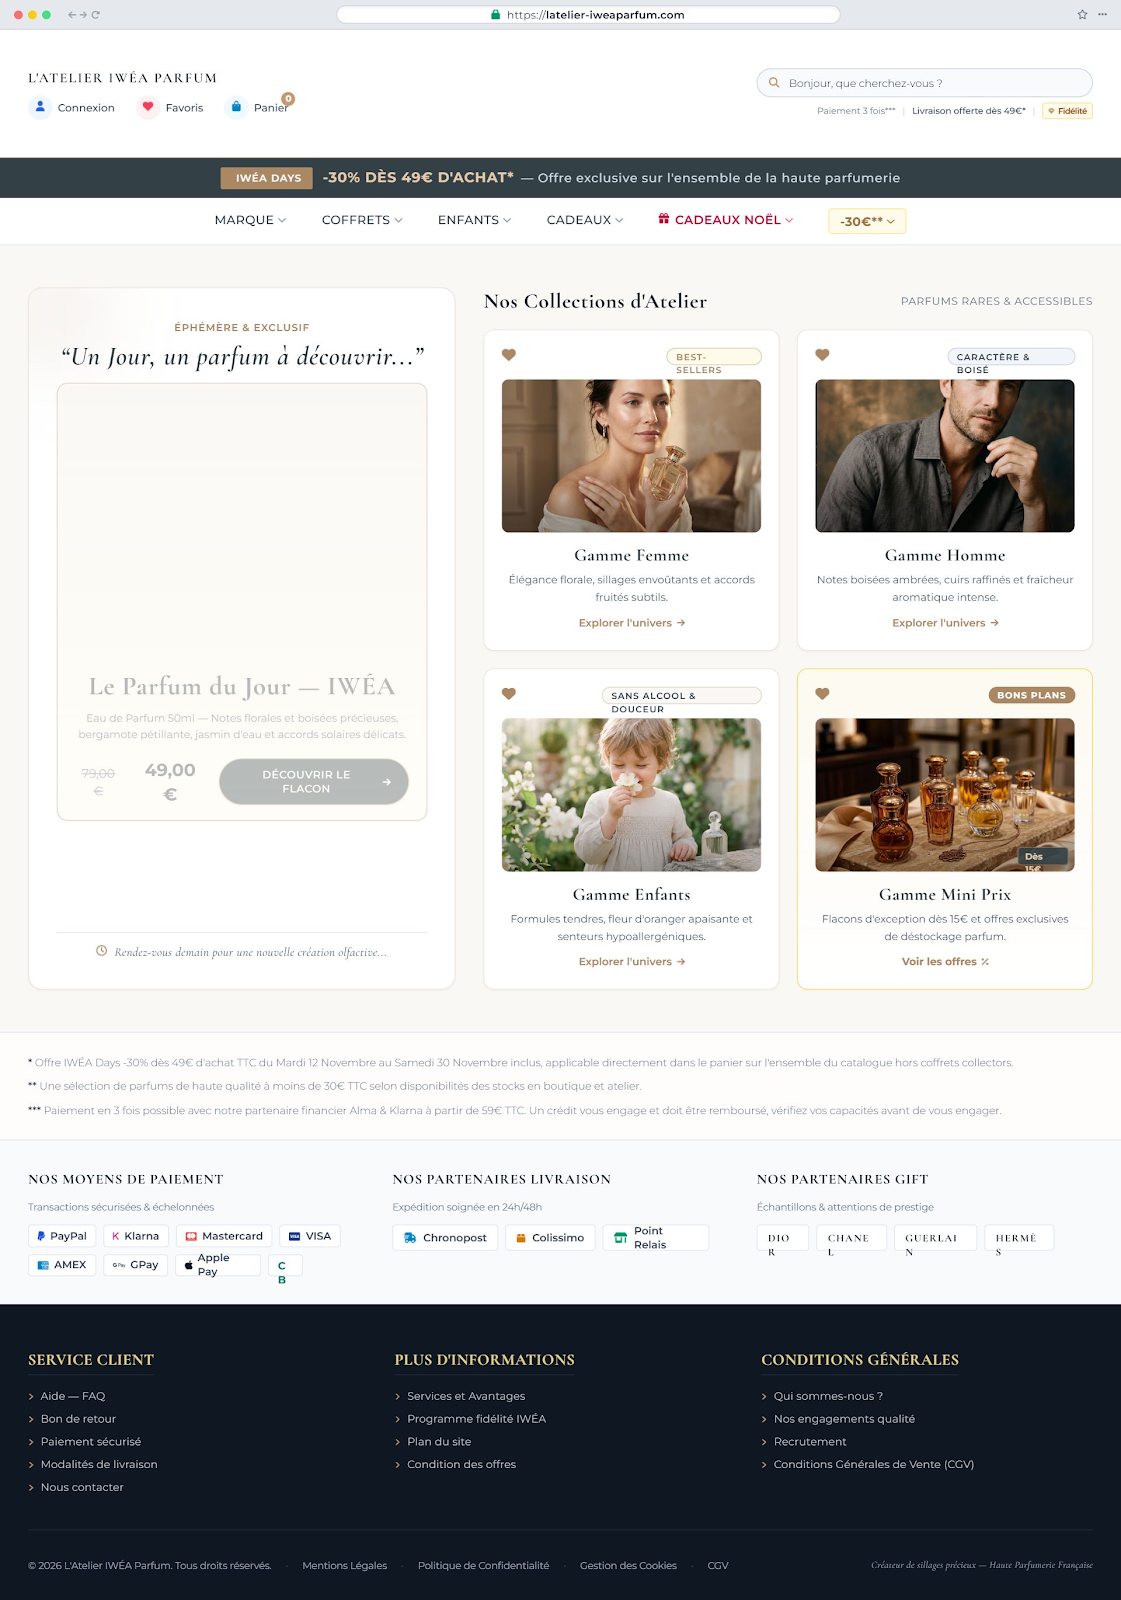 https://latelier-iweaparfum.com
L'ATELIER IWÉA PARFUM
Connexion
Favoris
Panier
0
Bonjour, que cherchez-vous ?
Paiement 3 fois*** | Livraison offerte dès 49€* | Fidélité
IWÉA DAYS -30% DÈS 49€ D'ACHAT* — Offre exclusive sur l'ensemble de la haute parfumerie
MARQUE COFFRETS ENFANTS CADEAUX CADEAUX NOËL -30€**
ÉPHÉMÈRE & EXCLUSIF
“Un Jour, un parfum à découvrir...”
Le Parfum du Jour — IWÉA
Eau de Parfum 50ml — Notes florales et boisées précieuses,
bergamote pétillante, jasmin d'eau et accords solaires délicats.
79,00
€
49,00
€
DÉCOUVRIR LE
FLACON →
Rendez-vous demain pour une nouvelle création olfactive...
Nos Collections d'Atelier
PARFUMS RARES & ACCESSIBLES
BEST-
SELLERS
Gamme Femme
Élégance florale, sillages envoûtants et accords
fruités subtils.
Explorer l'univers →
CARACTÈRE &
BOISÉ
Gamme Homme
Notes boisées ambrées, cuirs raffinés et fraîcheur
aromatique intense.
Explorer l'univers →
SANS ALCOOL &
DOUCEUR
Gamme Enfants
Formules tendres, fleur d'oranger apaisante et
senteurs hypoallergéniques.
Explorer l'univers →
BONS PLANS
Dès
15€
Gamme Mini Prix
Flacons d'exception dès 15€ et offres exclusives
de déstockage parfum.
Voir les offres
* Offre IWÉA Days -30% dès 49€ d'achat TTC du Mardi 12 Novembre au Samedi 30 Novembre inclus, applicable directement dans le panier sur l'ensemble du catalogue hors coffrets collectors.
** Une sélection de parfums de haute qualité à moins de 30€ TTC selon disponibilités des stocks en boutique et atelier.
*** Paiement en 3 fois possible avec notre partenaire financier Alma & Klarna à partir de 59€ TTC. Un crédit vous engage et doit être remboursé, vérifiez vos capacités avant de vous engager.
NOS MOYENS DE PAIEMENT
Transactions sécurisées & échelonnées
PayPal
K Klarna
Mastercard
VISA
AMEX
G Pay GPay
Apple
Pay
C
B
NOS PARTENAIRES LIVRAISON
Expédition soignée en 24h/48h
Chronopost
Colissimo
Point
Relais
NOS PARTENAIRES GIFT
Échantillons & attentions de prestige
DIO
R
CHANE
L
GUERLAI
N
HERMÈ
S
SERVICE CLIENT
Aide — FAQ
Bon de retour
Paiement sécurisé
Modalités de livraison
Nous contacter
PLUS D'INFORMATIONS
Services et Avantages
Programme fidélité IWÉA
Plan du site
Condition des offres
CONDITIONS GÉNÉRALES
Qui sommes-nous ?
Nos engagements qualité
Recrutement
Conditions Générales de Vente (CGV)
© 2026 L'Atelier IWÉA Parfum. Tous droits réservés. · Mentions Légales · Politique de Confidentialité · Gestion des Cookies · CGV
Créateur de sillages précieux — Haute Parfumerie Française